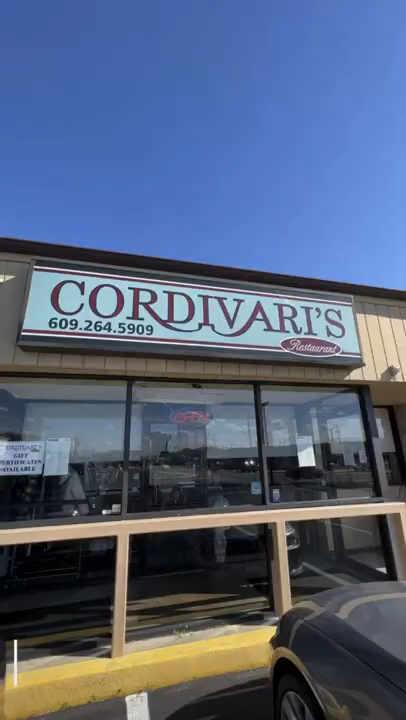 CORDIVARI'S
609.264.5909
Restaurant
OPEN
CORDIVARI'S
GIFT
CERTIFICATES
AVAILABLE